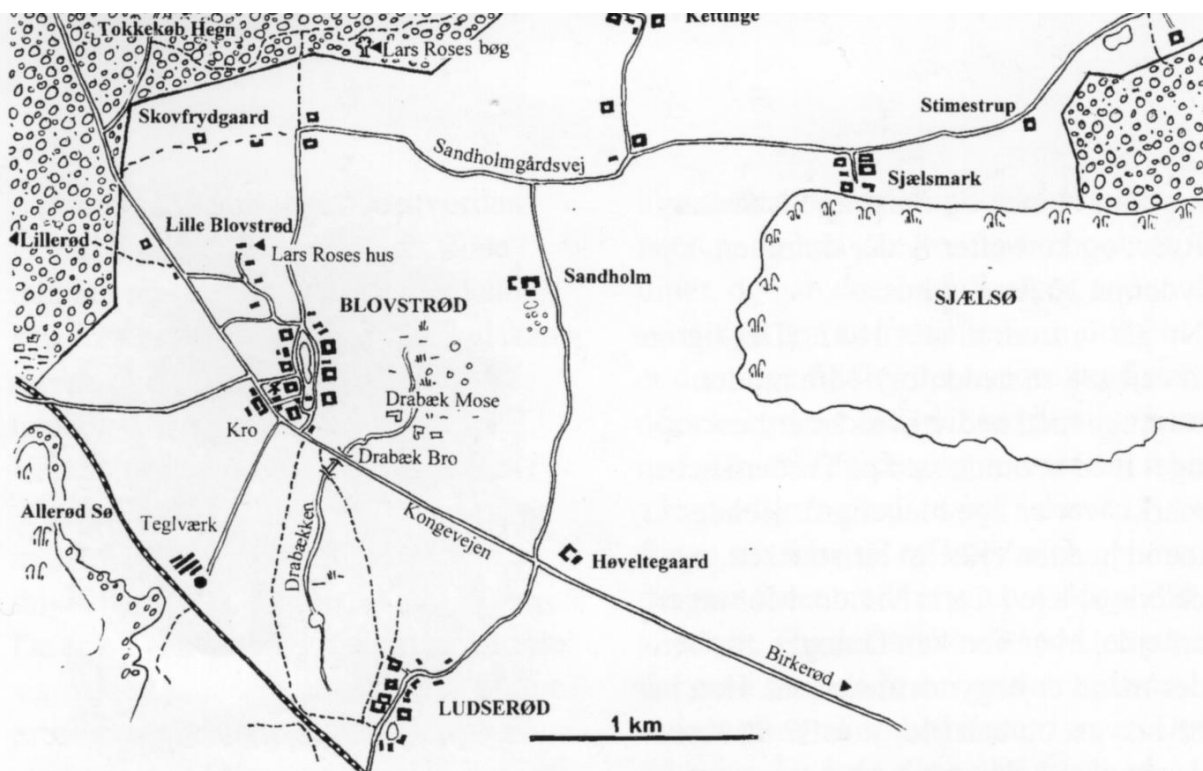 Kettinge
Tokkekøb Hegn
Lars Roses bøg
Stimestrup
Skovfrydgaard
Sandholmgårdsvej
Sjælsmark
Lillerød
Lille Blovstrød
Lars Roses hus
Sandholm
BLOVSTRØD
SJÆLSØ
Drabæk Mose
Kro
Drabæk Bro
Allerød Sø
Teglværk
Drabækken
Kongevejen
Høveltegaard
Birkerød
LUDSERØD
1 km